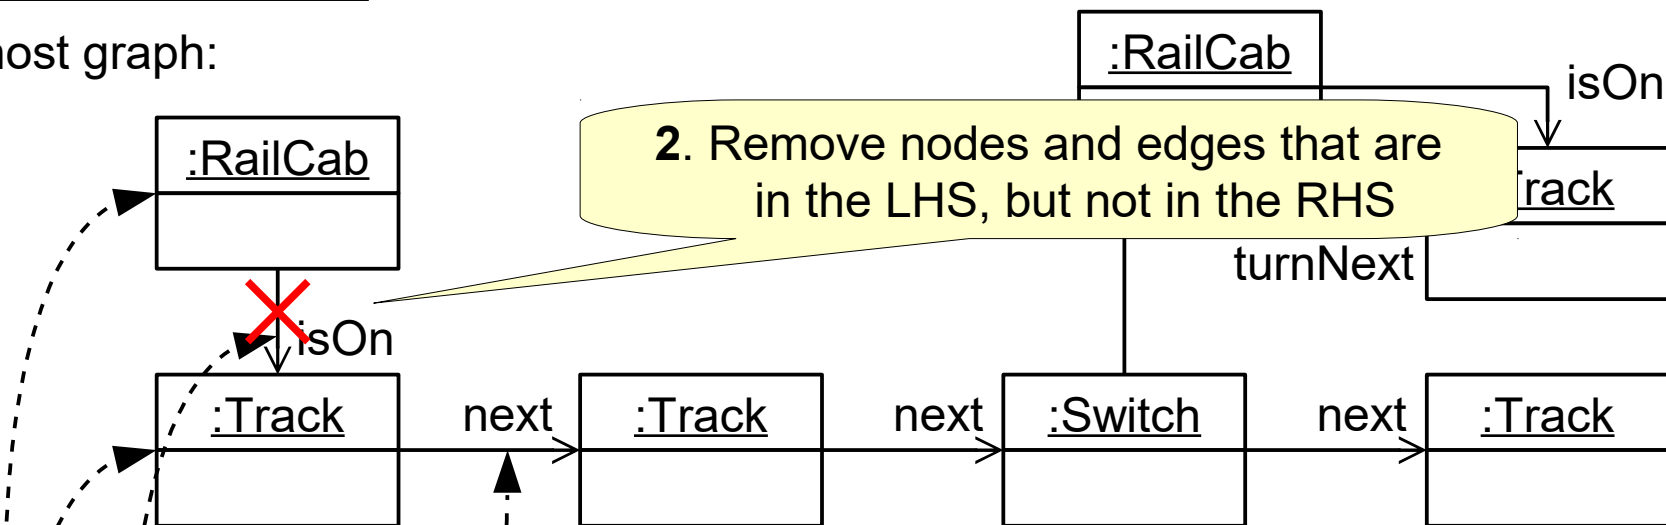 host graph:
:RailCab
isOn
:RailCab
2. Remove nodes and edges that are
in the LHS, but not in the RHS
Track
turnNext
isOn
:Track
next
:Track
next
:Switch
next
:Track